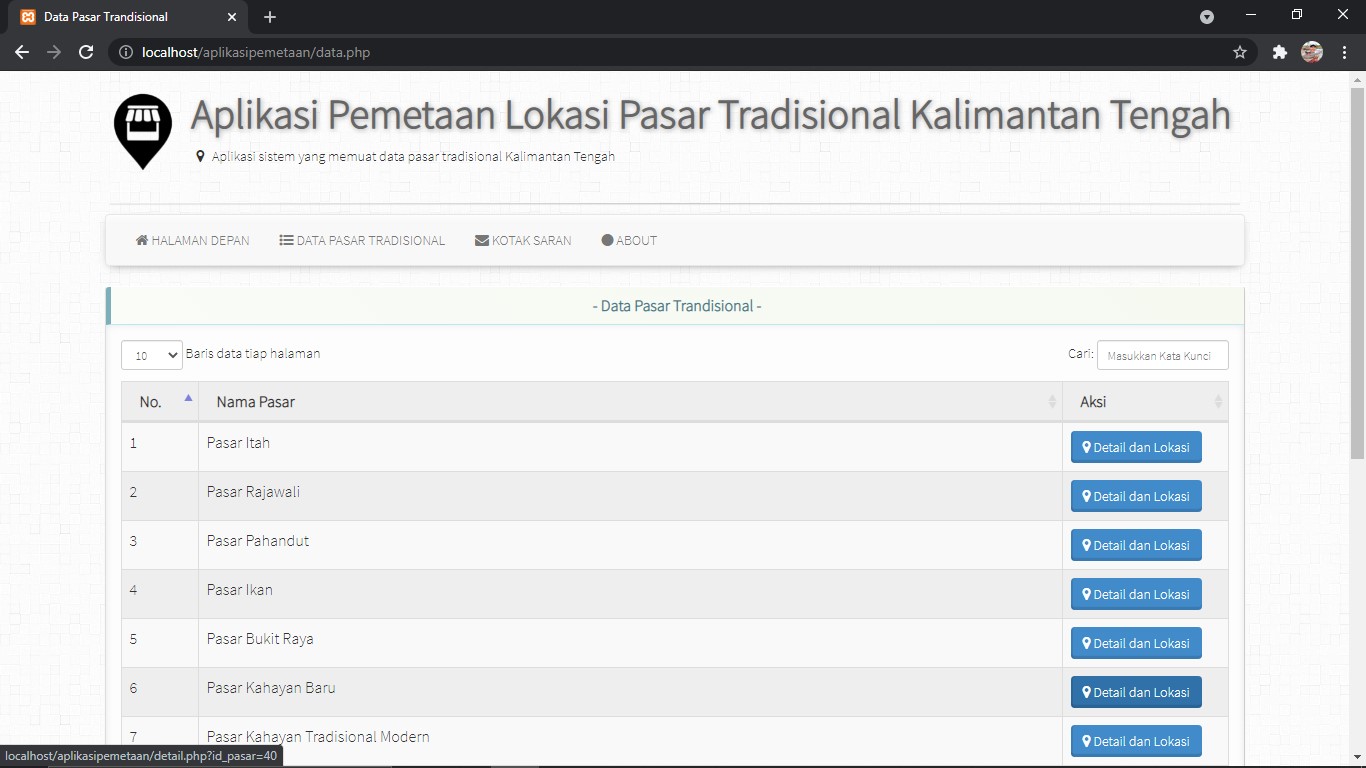 Data Pasar Trandisional
localhost/aplikasipemetaan/data.php
Aplikasi Pemetaan Lokasi Pasar Tradisional Kalimantan Tengah
Aplikasi sistem yang memuat data pasar tradisional Kalimantan Tengah
HALAMAN DEPAN DATA PASAR TRADISIONAL KOTAK SARAN ABOUT
- Data Pasar Trandisional -
10 Baris data tiap halaman Cari: Masukkan Kata Kunci
No. Nama Pasar Aksi
1 Pasar Itah Detail dan Lokasi
2 Pasar Rajawali Detail dan Lokasi
3 Pasar Pahandut Detail dan Lokasi
4 Pasar Ikan Detail dan Lokasi
5 Pasar Bukit Raya Detail dan Lokasi
6 Pasar Kahayan Baru Detail dan Lokasi
7 Pasar Kahayan Tradisional Modern Detail dan Lokasi
localhost/aplikasipemetaan/detail.php?id_pasar=40